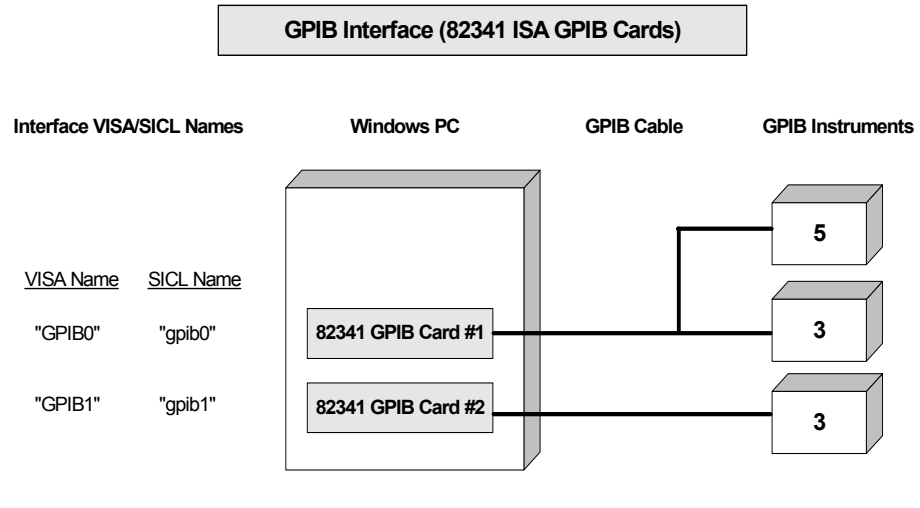 GPIB Interface (82341 ISA GPIB Cards)
Interface VISA/SICL Names Windows PC GPIB Cable GPIB Instruments
5
VISA Name SICL Name
"GPIB0" "gpib0" 82341 GPIB Card #1 3
"GPIB1" "gpib1" 82341 GPIB Card #2 3